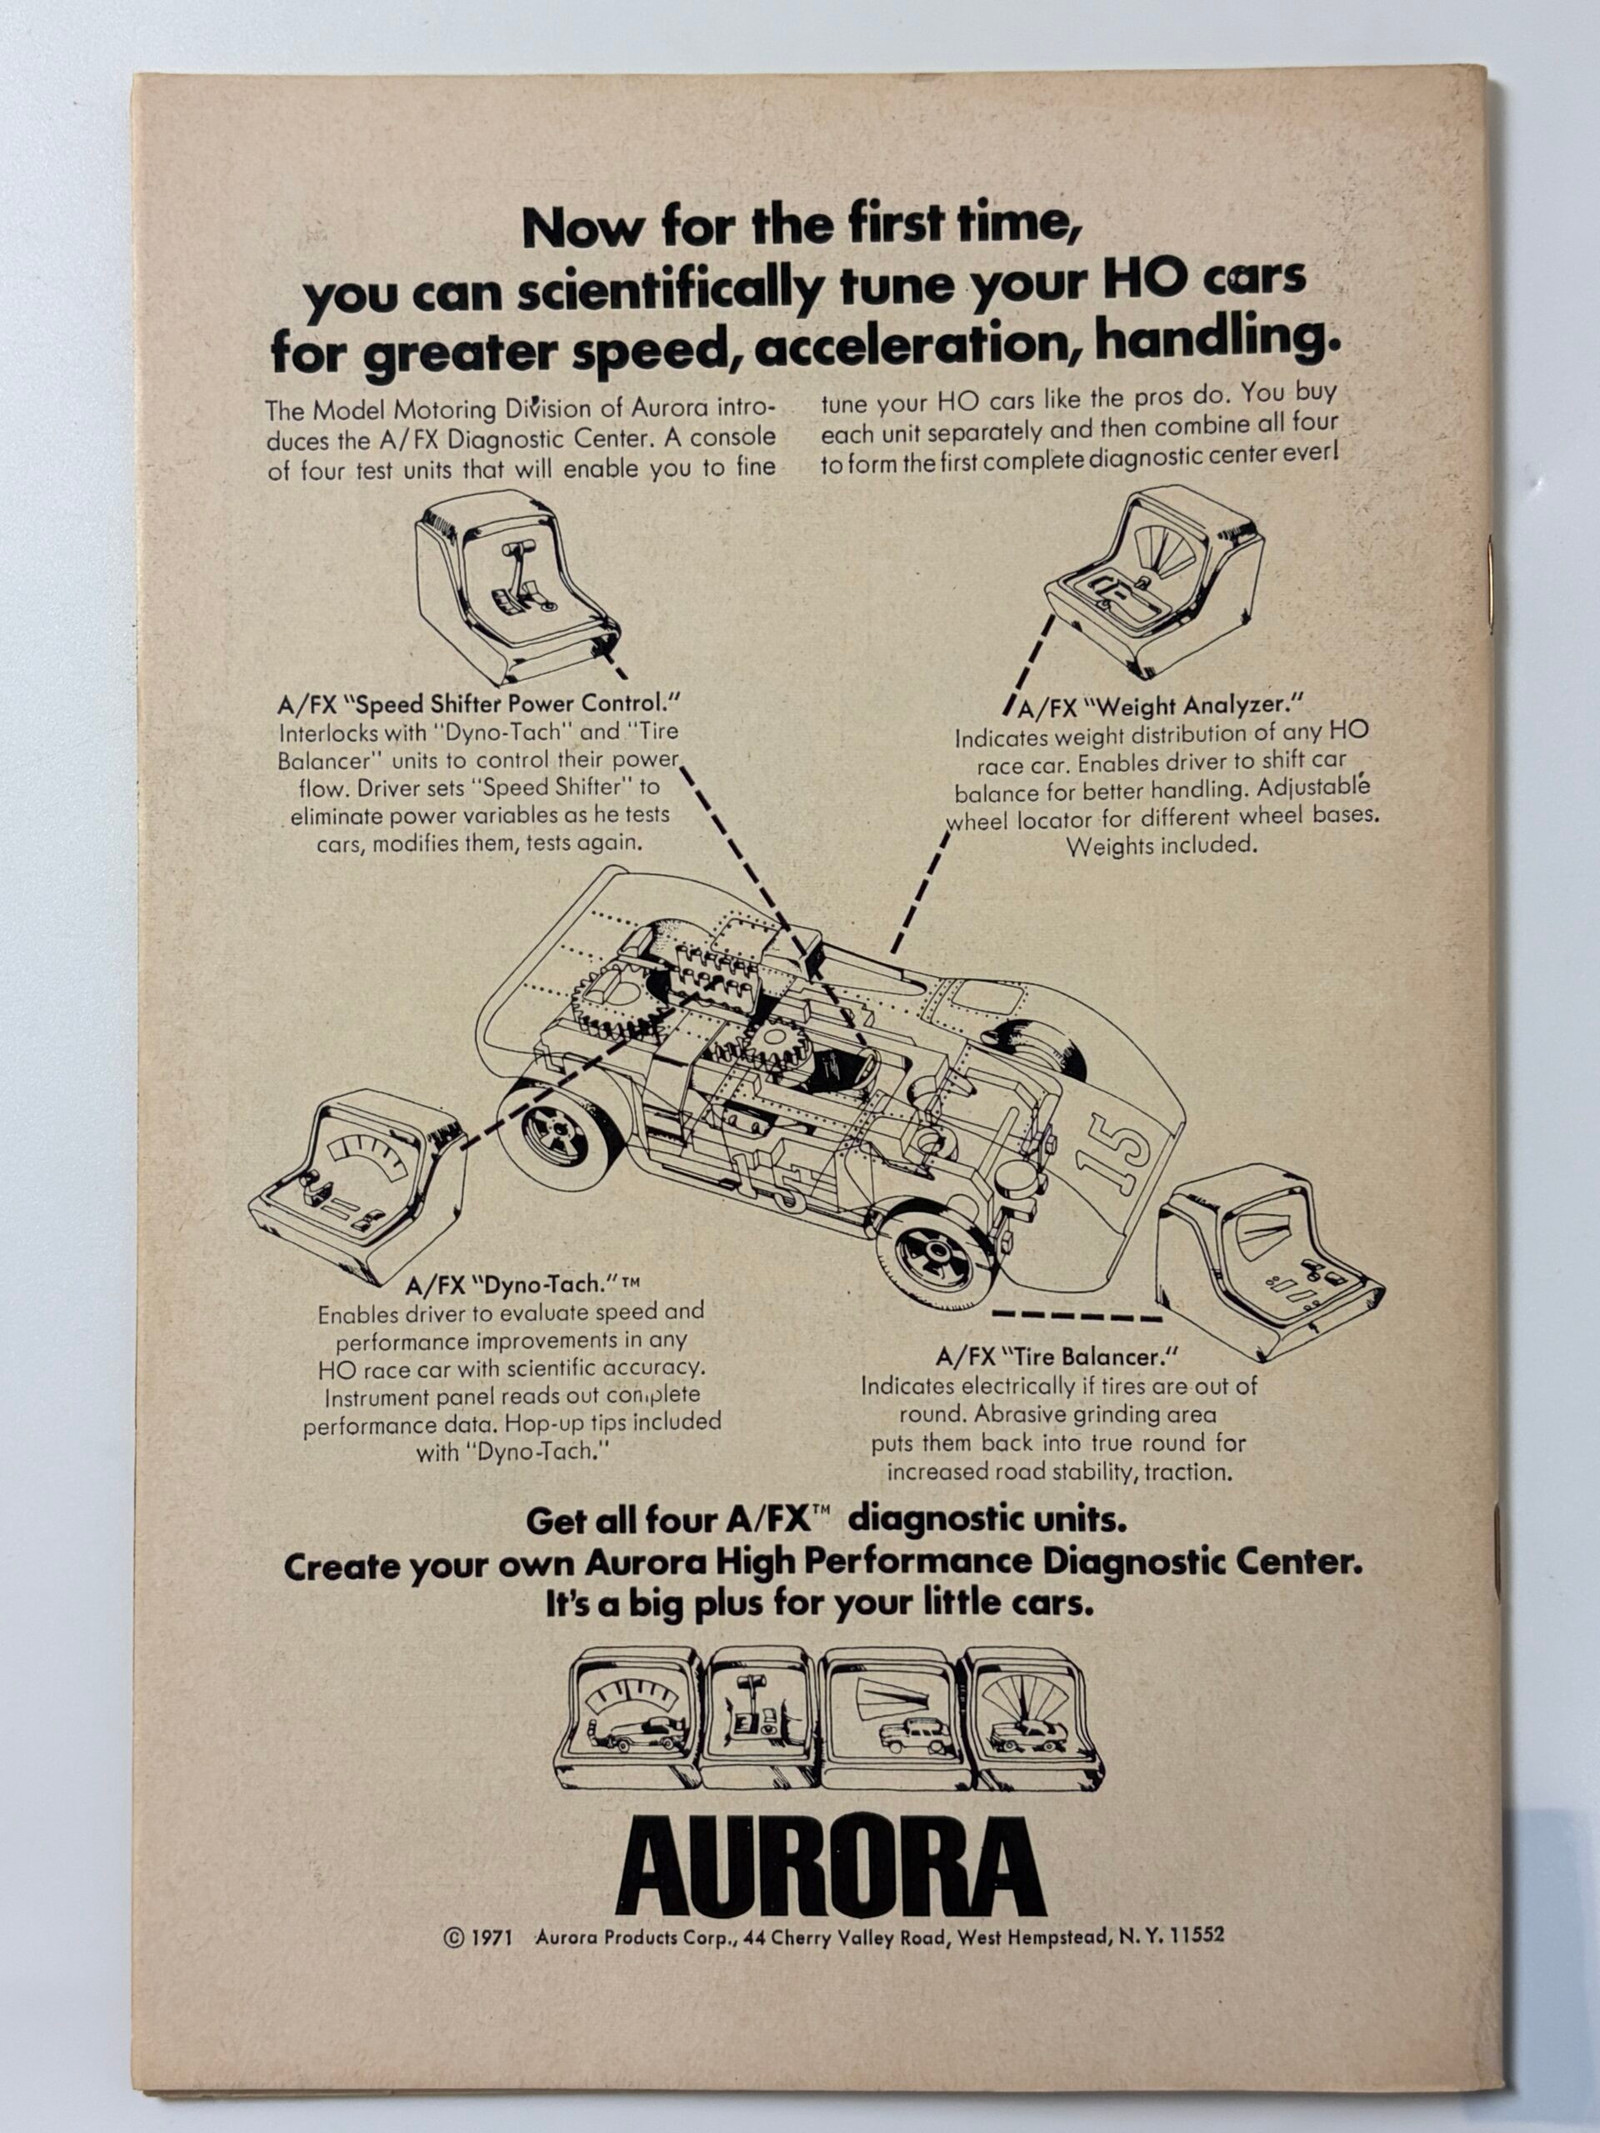 Now for the first time,
you can scientifically tune your HO cars
for greater speed, acceleration, handling.
The Model Motoring Division of Aurora intro-
duces the A/FX Diagnostic Center. A console
of four test units that will enable you to fine
tune your HO cars like the pros do. You buy
each unit separately and then combine all four
to form the first complete diagnostic center ever!
A/FX "Speed Shifter Power Control."
Interlocks with "Dyno-Tach" and "Tire
Balancer" units to control their power
flow. Driver sets "Speed Shifter" to
eliminate power variables as he tests
cars, modifies them, tests again.
A/FX "Weight Analyzer."
Indicates weight distribution of any HO
race car. Enables driver to shift car
balance for better handling. Adjustable
wheel locator for different wheel bases.
Weights included.
15
15
A/FX "Dyno-Tach."™
Enables driver to evaluate speed and
performance improvements in any
HO race car with scientific accuracy.
Instrument panel reads out complete
performance data. Hop-up tips included
with "Dyno-Tach."
A/FX "Tire Balancer."
Indicates electrically if tires are out of
round. Abrasive grinding area
puts them back into true round for
increased road stability, traction.
Get all four A/FX™ diagnostic units.
Create your own Aurora High Performance Diagnostic Center.
It's a big plus for your little cars.
AURORA
© 1971 Aurora Products Corp., 44 Cherry Valley Road, West Hempstead, N. Y. 11552